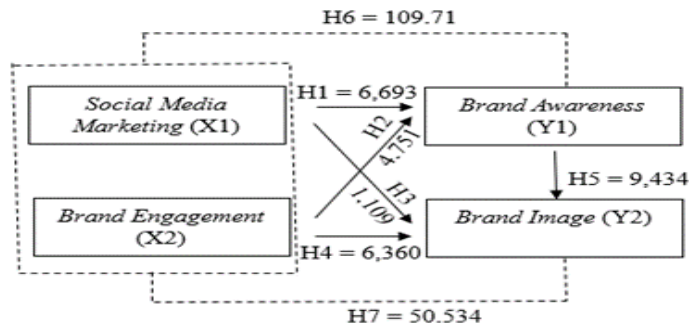 H6 = 109.71
Social Media
Marketing (X1)
H1 = 6,693
Brand Awareness
(Y1)
H2
4.751
H5 = 9,434
H3
1.109
Brand Engagement
(X2)
Brand Image (Y2)
H4 = 6,360
H7 = 50.534